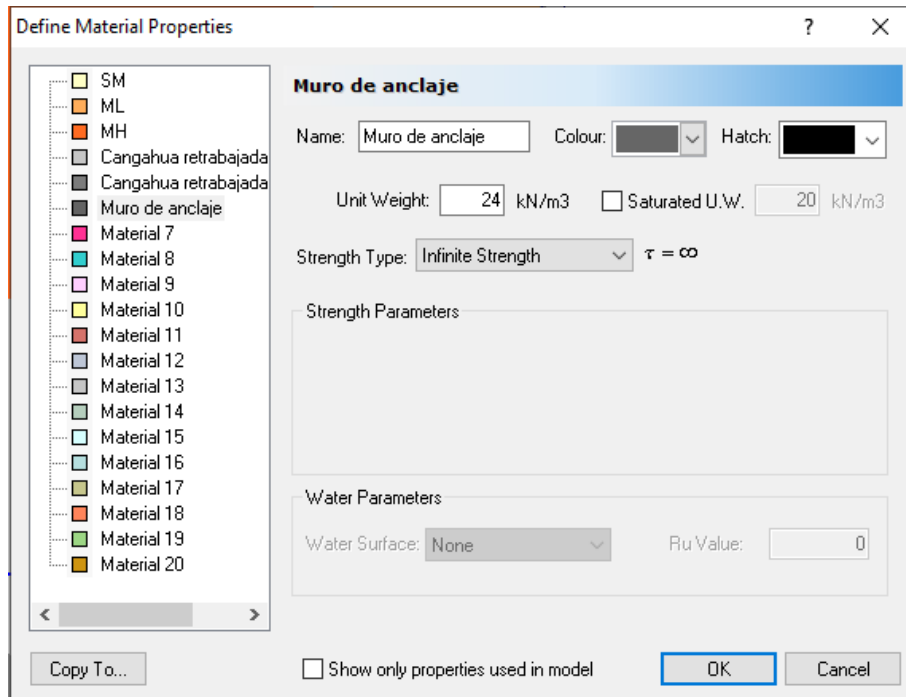 Define Material Properties ? ✕
SM
ML
MH
Cangahua retrabajada
Cangahua retrabajada
Muro de anclaje
Material 7
Material 8
Material 9
Material 10
Material 11
Material 12
Material 13
Material 14
Material 15
Material 16
Material 17
Material 18
Material 19
Material 20
Muro de anclaje
Name: Muro de anclaje Colour: Hatch:
Unit Weight: 24 kN/m3 Saturated U.W. 20 kN/m3
Strength Type: Infinite Strength τ = ∞
Strength Parameters
Water Parameters
Water Surface: None Ru Value: 0
Copy To... Show only properties used in model OK Cancel